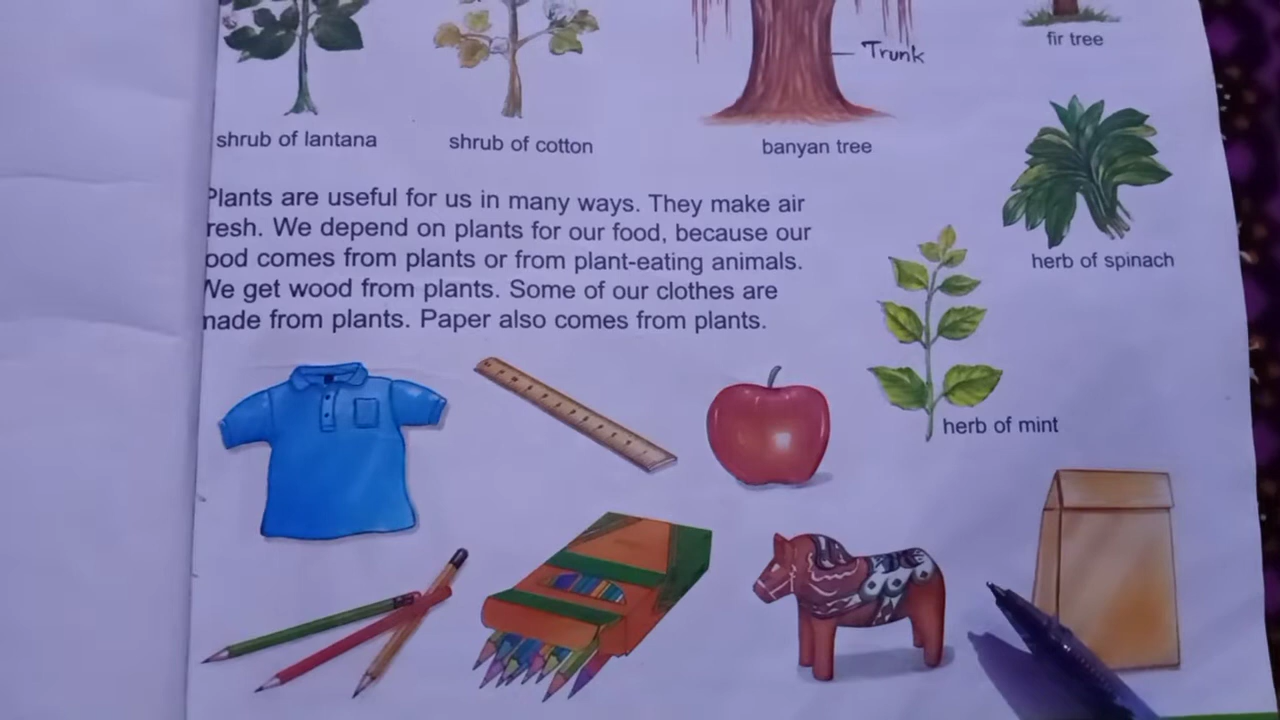 Trunk
fir tree
shrub of lantana
shrub of cotton
banyan tree
Plants are useful for us in many ways. They make air
resh. We depend on plants for our food, because our
ood comes from plants or from plant-eating animals.
We get wood from plants. Some of our clothes are
made from plants. Paper also comes from plants.
herb of spinach
herb of mint